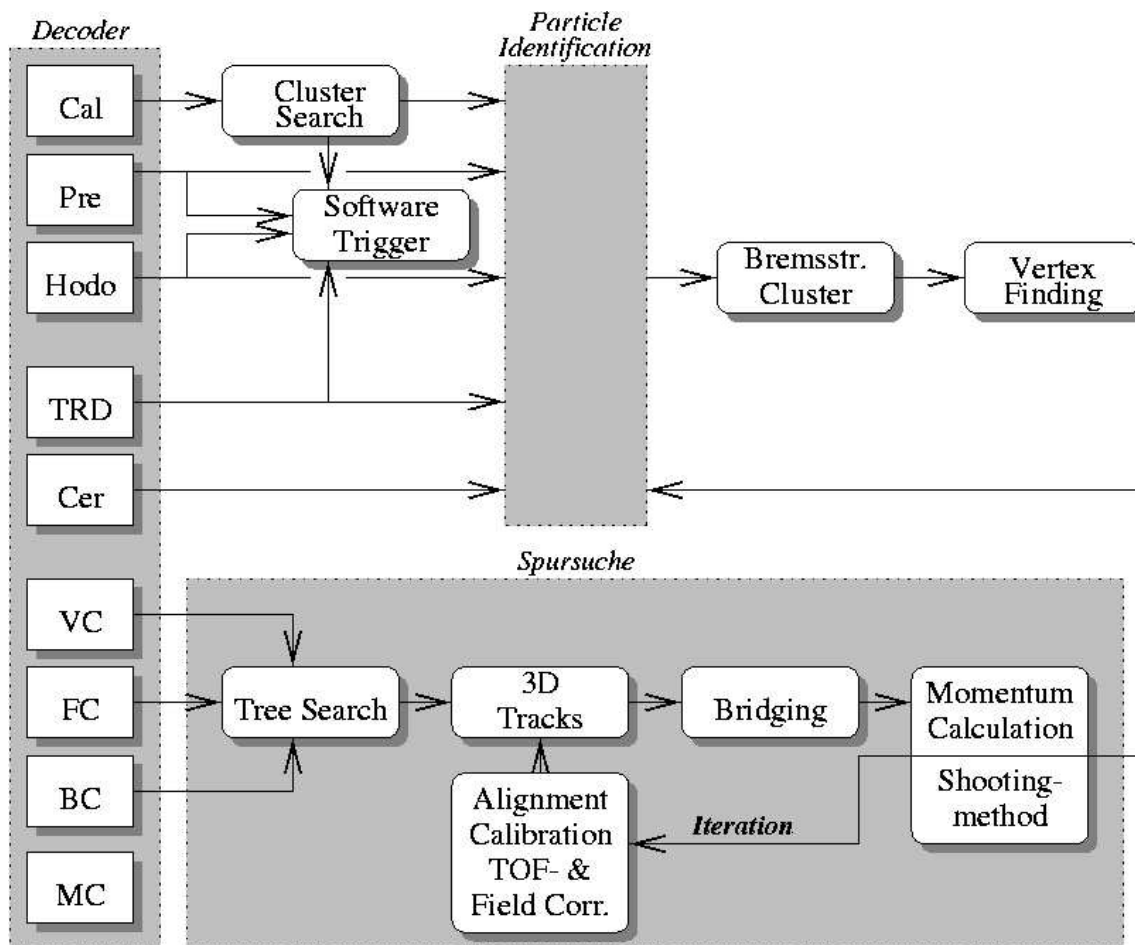 Decoder
Particle
Identification
Cal
Cluster
Search
Pre
Software
Trigger
Hodo
Bremsstr.
Cluster
Vertex
Finding
TRD
Cer
Spursuche
VC
FC
Tree Search
3D
Tracks
Bridging
Momentum
Calculation
Shooting-
method
BC
Alignment
Calibration
TOF- &
Field Corr.
Iteration
MC